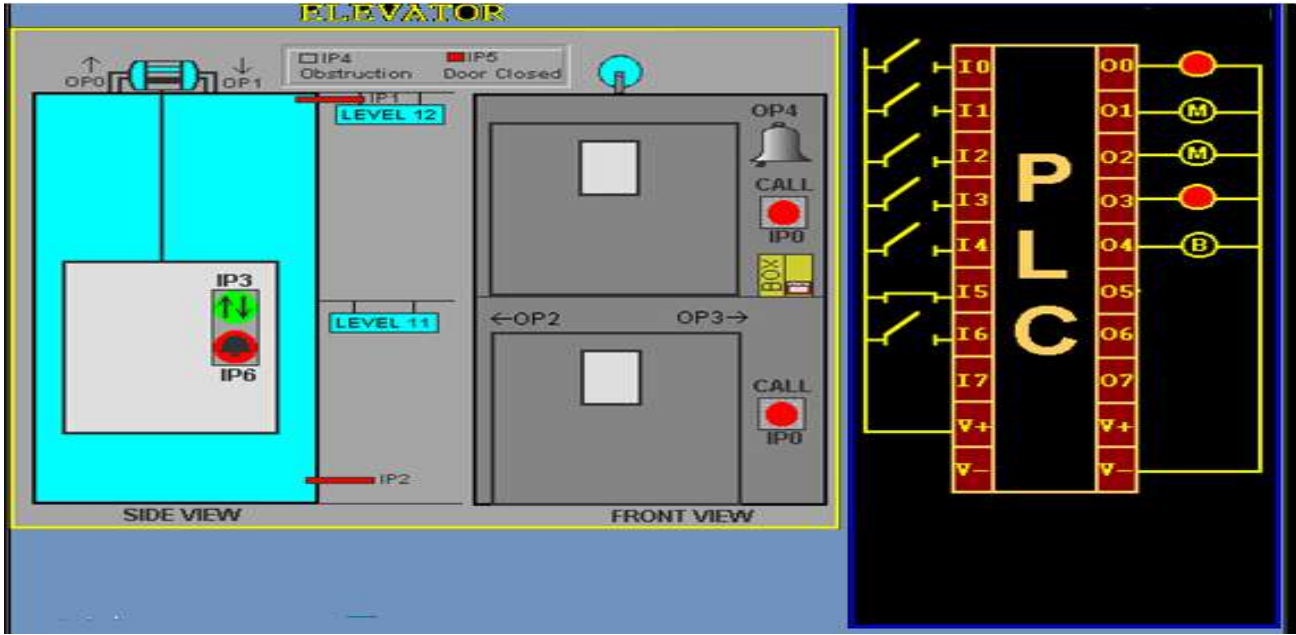 ELEVATOR
IP4 IP5
Obstruction Door Closed
↑ ↓
OP0 OP1
IP1
LEVEL 12
IP3
↑↓
IP6
LEVEL 11
IP2
SIDE VIEW
OP4
CALL
IP0
BOX
←OP2 OP3→
CALL
IP0
FRONT VIEW
I0 O0
I1 O1 M
I2 O2 M
I3 O3
I4 O4 B
I5 O5
I6 O6
I7 O7
V+ V+
V- V-
P
L
C